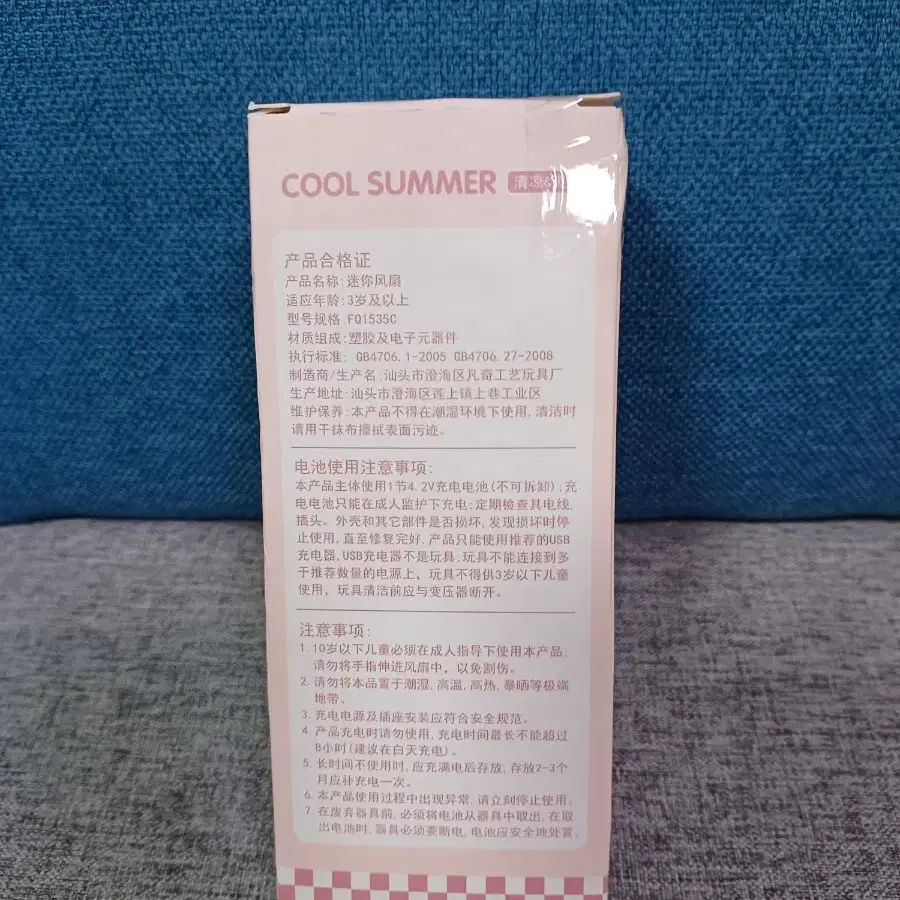 COOL SUMMER 清凉
产品合格证
产品名称:迷你风扇
适应年龄:3岁及以上
型号规格:FQ1535C
材质组成:塑胶及电子元器件
执行标准: GB4706.1-2005 GB4706.27-2008
制造商/生产名:汕头市澄海区凡奇工艺玩具厂
生产地址:汕头市澄海区莲上镇上巷工业区
维护保养:本产品不得在潮湿环境下使用,清洁时
请用干抹布擦拭表面污迹。
电池使用注意事项:
本产品主体使用1节4.2V充电电池(不可拆卸);充
电电池只能在成人监护下充电;定期检查其电线,
插头。外壳和其它部件是否损坏,发现损坏时停
止使用,直至修复完好,产品只能使用推荐的USB
充电器,USB充电器不是玩具;玩具不能连接到多
于推荐数量的电源上，玩具不得供3岁以下儿童
使用，玩具清洁前应与变压器断开。
注意事项:
1.10岁以下儿童必须在成人指导下使用本产品,
请勿将手指伸进风扇中，以免割伤。
2.请勿将本品置于潮湿,高温,高热,暴晒等极端
地带。
3.充电电源及插座安装应符合安全规范。
4.产品充电时请勿使用,充电时间最长不能超过
8小时(建议在白天充电)。
5.长时间不使用时,应充满电后存放,存放2-3个
月应补充电一次。
6.本产品使用过程中出现异常,请立刻停止使用。
7.在废弃器具前,必须将电池从器具中取出,在取
出电池时,器具必须要断电,电池应安全地处置。